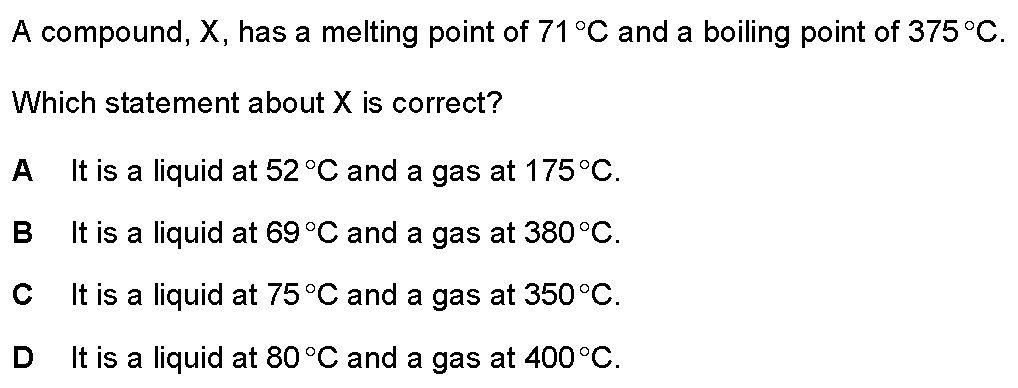 A compound, X, has a melting point of 71 °C and a boiling point of 375 °C.
Which statement about X is correct?
A It is a liquid at 52 °C and a gas at 175 °C.
B It is a liquid at 69 °C and a gas at 380 °C.
C It is a liquid at 75 °C and a gas at 350 °C.
D It is a liquid at 80 °C and a gas at 400 °C.